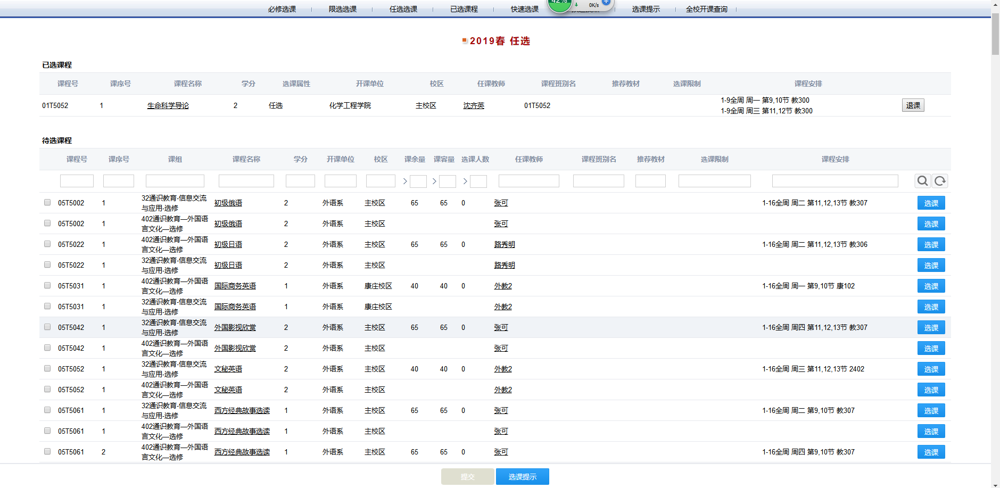 必修选课 限选选课 任选选课 已选课程 快速选课 选课提示 全校开课查询
42%
0K/s
2019春 任选
已选课程
课程号 课序号 课程名称 学分 选课属性 开课单位 校区 任课教师 课程班别名 推荐教材 选课限制 课程安排
01T5052 1 生命科学导论 2 任选 化学工程学院 主校区 沈齐英 01T5052 1-9全周 周一 第9,10节 教300
1-9全周 周三 第11,12节 教300 退课
待选课程
课程号 课序号 课组 课程名称 学分 开课单位 校区 课余量 课容量 选课人数 任课教师 课程班别名 推荐教材 选课限制 课程安排
> > >
05T5002 1 32通识教育-信息交流与应用-选修 初级俄语 2 外语系 主校区 65 65 0 张可 1-16全周 周二 第11,12,13节 教307 选课
05T5002 1 402通识教育—外国语言文化—选修 初级俄语 2 外语系 主校区 张可 选课
05T5022 1 402通识教育—外国语言文化—选修 初级日语 2 外语系 主校区 65 65 0 路秀明 1-16全周 周二 第11,12,13节 教306 选课
05T5022 1 32通识教育-信息交流与应用-选修 初级日语 2 外语系 主校区 路秀明 选课
05T5031 1 402通识教育—外国语言文化—选修 国际商务英语 1 外语系 康庄校区 40 40 0 外教2 1-16全周 周一 第9,10节 康102 选课
05T5031 1 32通识教育-信息交流与应用-选修 国际商务英语 1 外语系 康庄校区 外教2 选课
05T5042 1 32通识教育-信息交流与应用-选修 外国影视欣赏 2 外语系 主校区 65 65 0 张可 1-16全周 周四 第11,12,13节 教307 选课
05T5042 1 402通识教育—外国语言文化—选修 外国影视欣赏 2 外语系 主校区 张可 选课
05T5052 1 32通识教育-信息交流与应用-选修 文秘英语 2 外语系 主校区 40 40 0 外教2 1-16全周 周三 第11,12,13节 2402 选课
05T5052 1 402通识教育—外国语言文化—选修 文秘英语 2 外语系 主校区 外教2 选课
05T5061 1 32通识教育-信息交流与应用-选修 西方经典故事选读 1 外语系 主校区 65 65 0 张可 1-16全周 周二 第9,10节 教307 选课
05T5061 1 402通识教育—外国语言文化—选修 西方经典故事选读 1 外语系 主校区 张可 选课
05T5061 2 402通识教育—外国语言文化—选修 西方经典故事选读 1 外语系 主校区 65 65 0 张可 1-16全周 周四 第9,10节 教307 选课
提交 选课提示